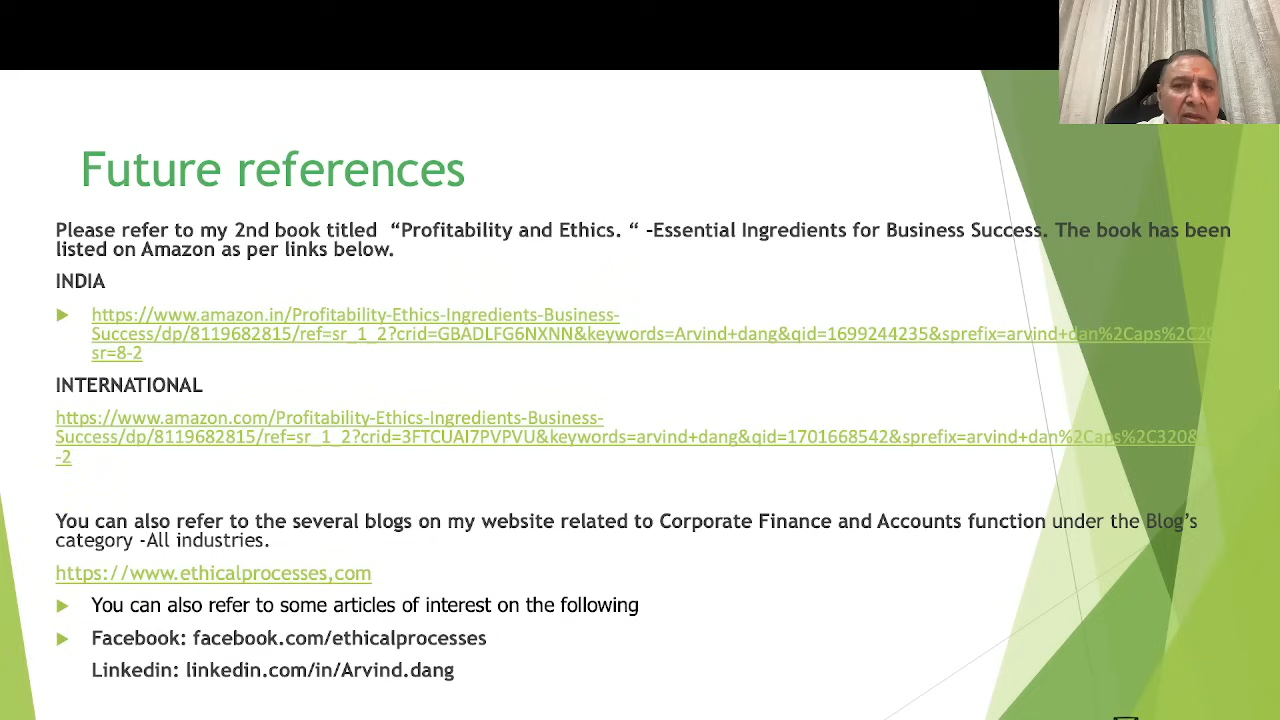 Future references
Please refer to my 2nd book titled “Profitability and Ethics. “ -Essential Ingredients for Business Success. The book has been
listed on Amazon as per links below.
INDIA
https://www.amazon.in/Profitability-Ethics-Ingredients-Business-
Success/dp/8119682815/ref=sr_1_2?crid=GBADLFG6NXNN&keywords=Arvind+dang&qid=1699244235&sprefix=arvind+dan%2Caps%2C20
sr=8-2
INTERNATIONAL
https://www.amazon.com/Profitability-Ethics-Ingredients-Business-
Success/dp/8119682815/ref=sr_1_2?crid=3FTCUAI7PVPVU&keywords=arvind+dang&qid=1701668542&sprefix=arvind+dan%2Caps%2C320&
-2
You can also refer to the several blogs on my website related to Corporate Finance and Accounts function under the Blog’s
category -All industries.
https://www.ethicalprocesses,com
You can also refer to some articles of interest on the following
Facebook: facebook.com/ethicalprocesses
Linkedin: linkedin.com/in/Arvind.dang